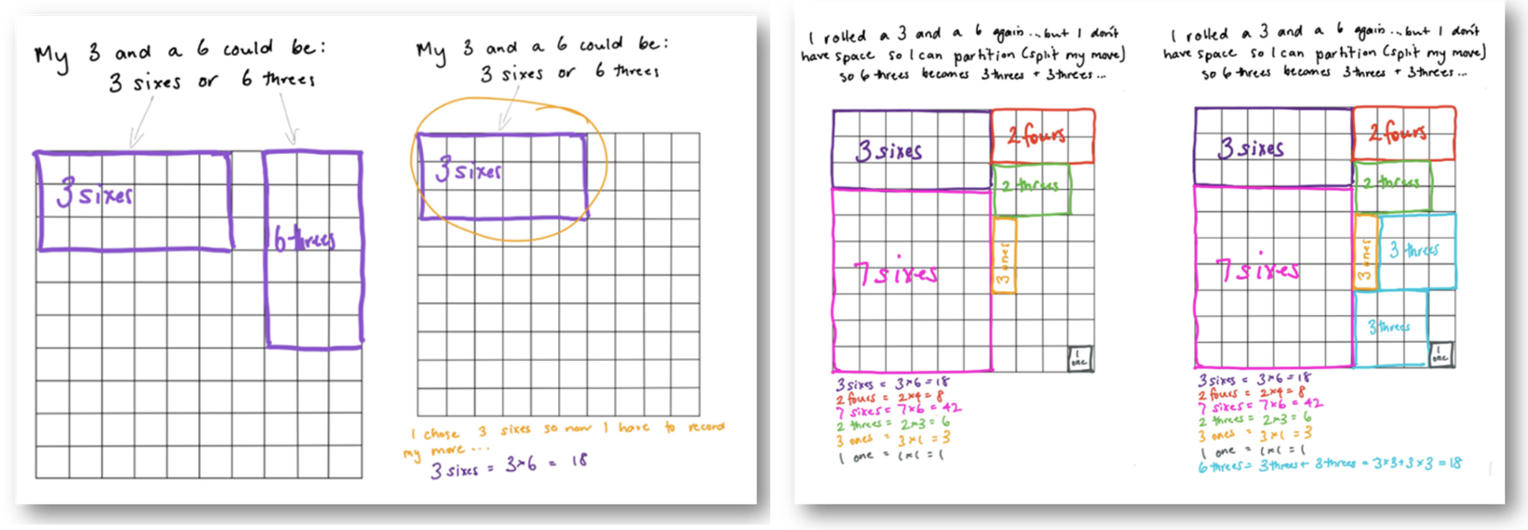 My 3 and a 6 could be:
3 sixes or 6 threes
3 sixes
6 threes
My 3 and a 6 could be:
3 sixes or 6 threes
3 sixes
I chose 3 sixes so now I have to record
my move...
3 sixes = 3×6 = 18
I rolled a 3 and a 6 again...but I don't
have space so I can partition (split my move)
so 6 threes becomes 3 threes + 3 threes...
3 sixes
2 fours
2 threes
3 ones
7 sixes
1
one
3 sixes = 3×6 = 18
2 fours = 2×4 = 8
7 sixes = 7×6 = 42
2 threes = 2×3 = 6
3 ones = 3×1 = 3
1 one = 1×1 = 1
I rolled a 3 and a 6 again...but I don't
have space so I can partition (split my move)
so 6 threes becomes 3 threes + 3 threes...
3 sixes
2 fours
2 threes
3 ones
3 threes
7 sixes
3 threes
1
one
3 sixes = 3×6 = 18
2 fours = 2×4 = 8
7 sixes = 7×6 = 42
2 threes = 2×3 = 6
3 ones = 3×1 = 3
1 one = 1×1 = 1
6 threes = 3 threes + 3 threes = 3×3+3×3 = 18